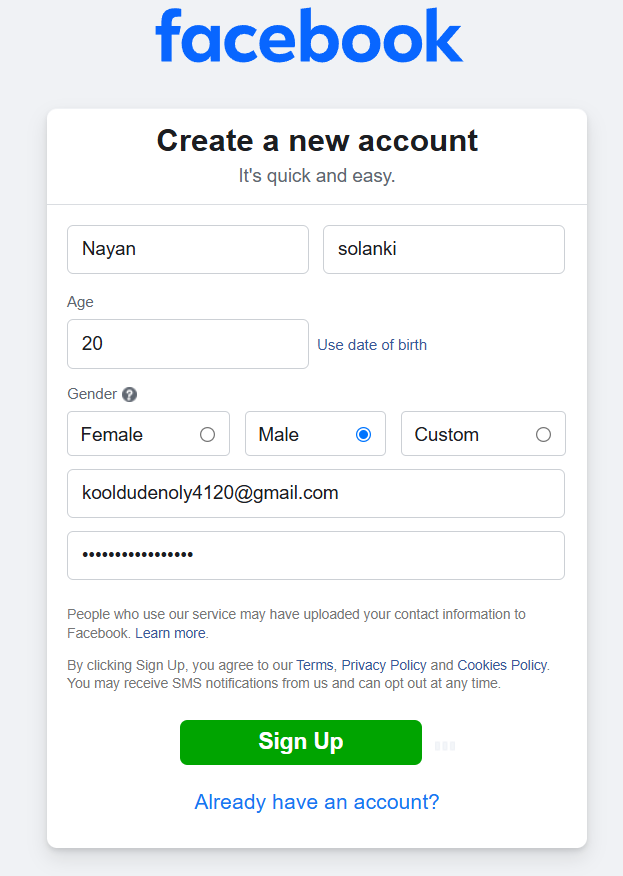 facebook
Create a new account
It's quick and easy.
Nayan solanki
Age
20 Use date of birth
Gender ?
Female Male Custom
kooldudenoly4120@gmail.com
•••••••••••••••••
People who use our service may have uploaded your contact information to
Facebook. Learn more.
By clicking Sign Up, you agree to our Terms, Privacy Policy and Cookies Policy.
You may receive SMS notifications from us and can opt out at any time.
Sign Up
Already have an account?